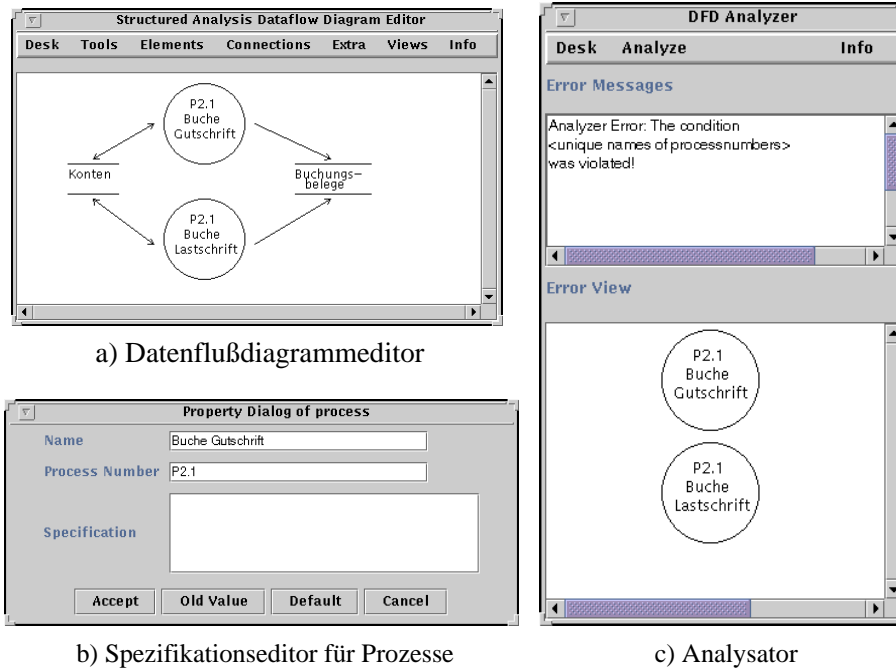 Structured Analysis Dataflow Diagram Editor
Desk Tools Elements Connections Extra Views Info
P2.1
Buche
Gutschrift
Konten
Buchungs-
belege
P2.1
Buche
Lastschrift
a) Datenflußdiagrammeditor
Property Dialog of process
Name
Buche Gutschrift
Process Number
P2.1
Specification
Accept Old Value Default Cancel
b) Spezifikationseditor für Prozesse
DFD Analyzer
Desk Analyze Info
Error Messages
Analyzer Error: The condition
<unique names of processnumbers>
was violated!
Error View
P2.1
Buche
Gutschrift
P2.1
Buche
Lastschrift
c) Analysator